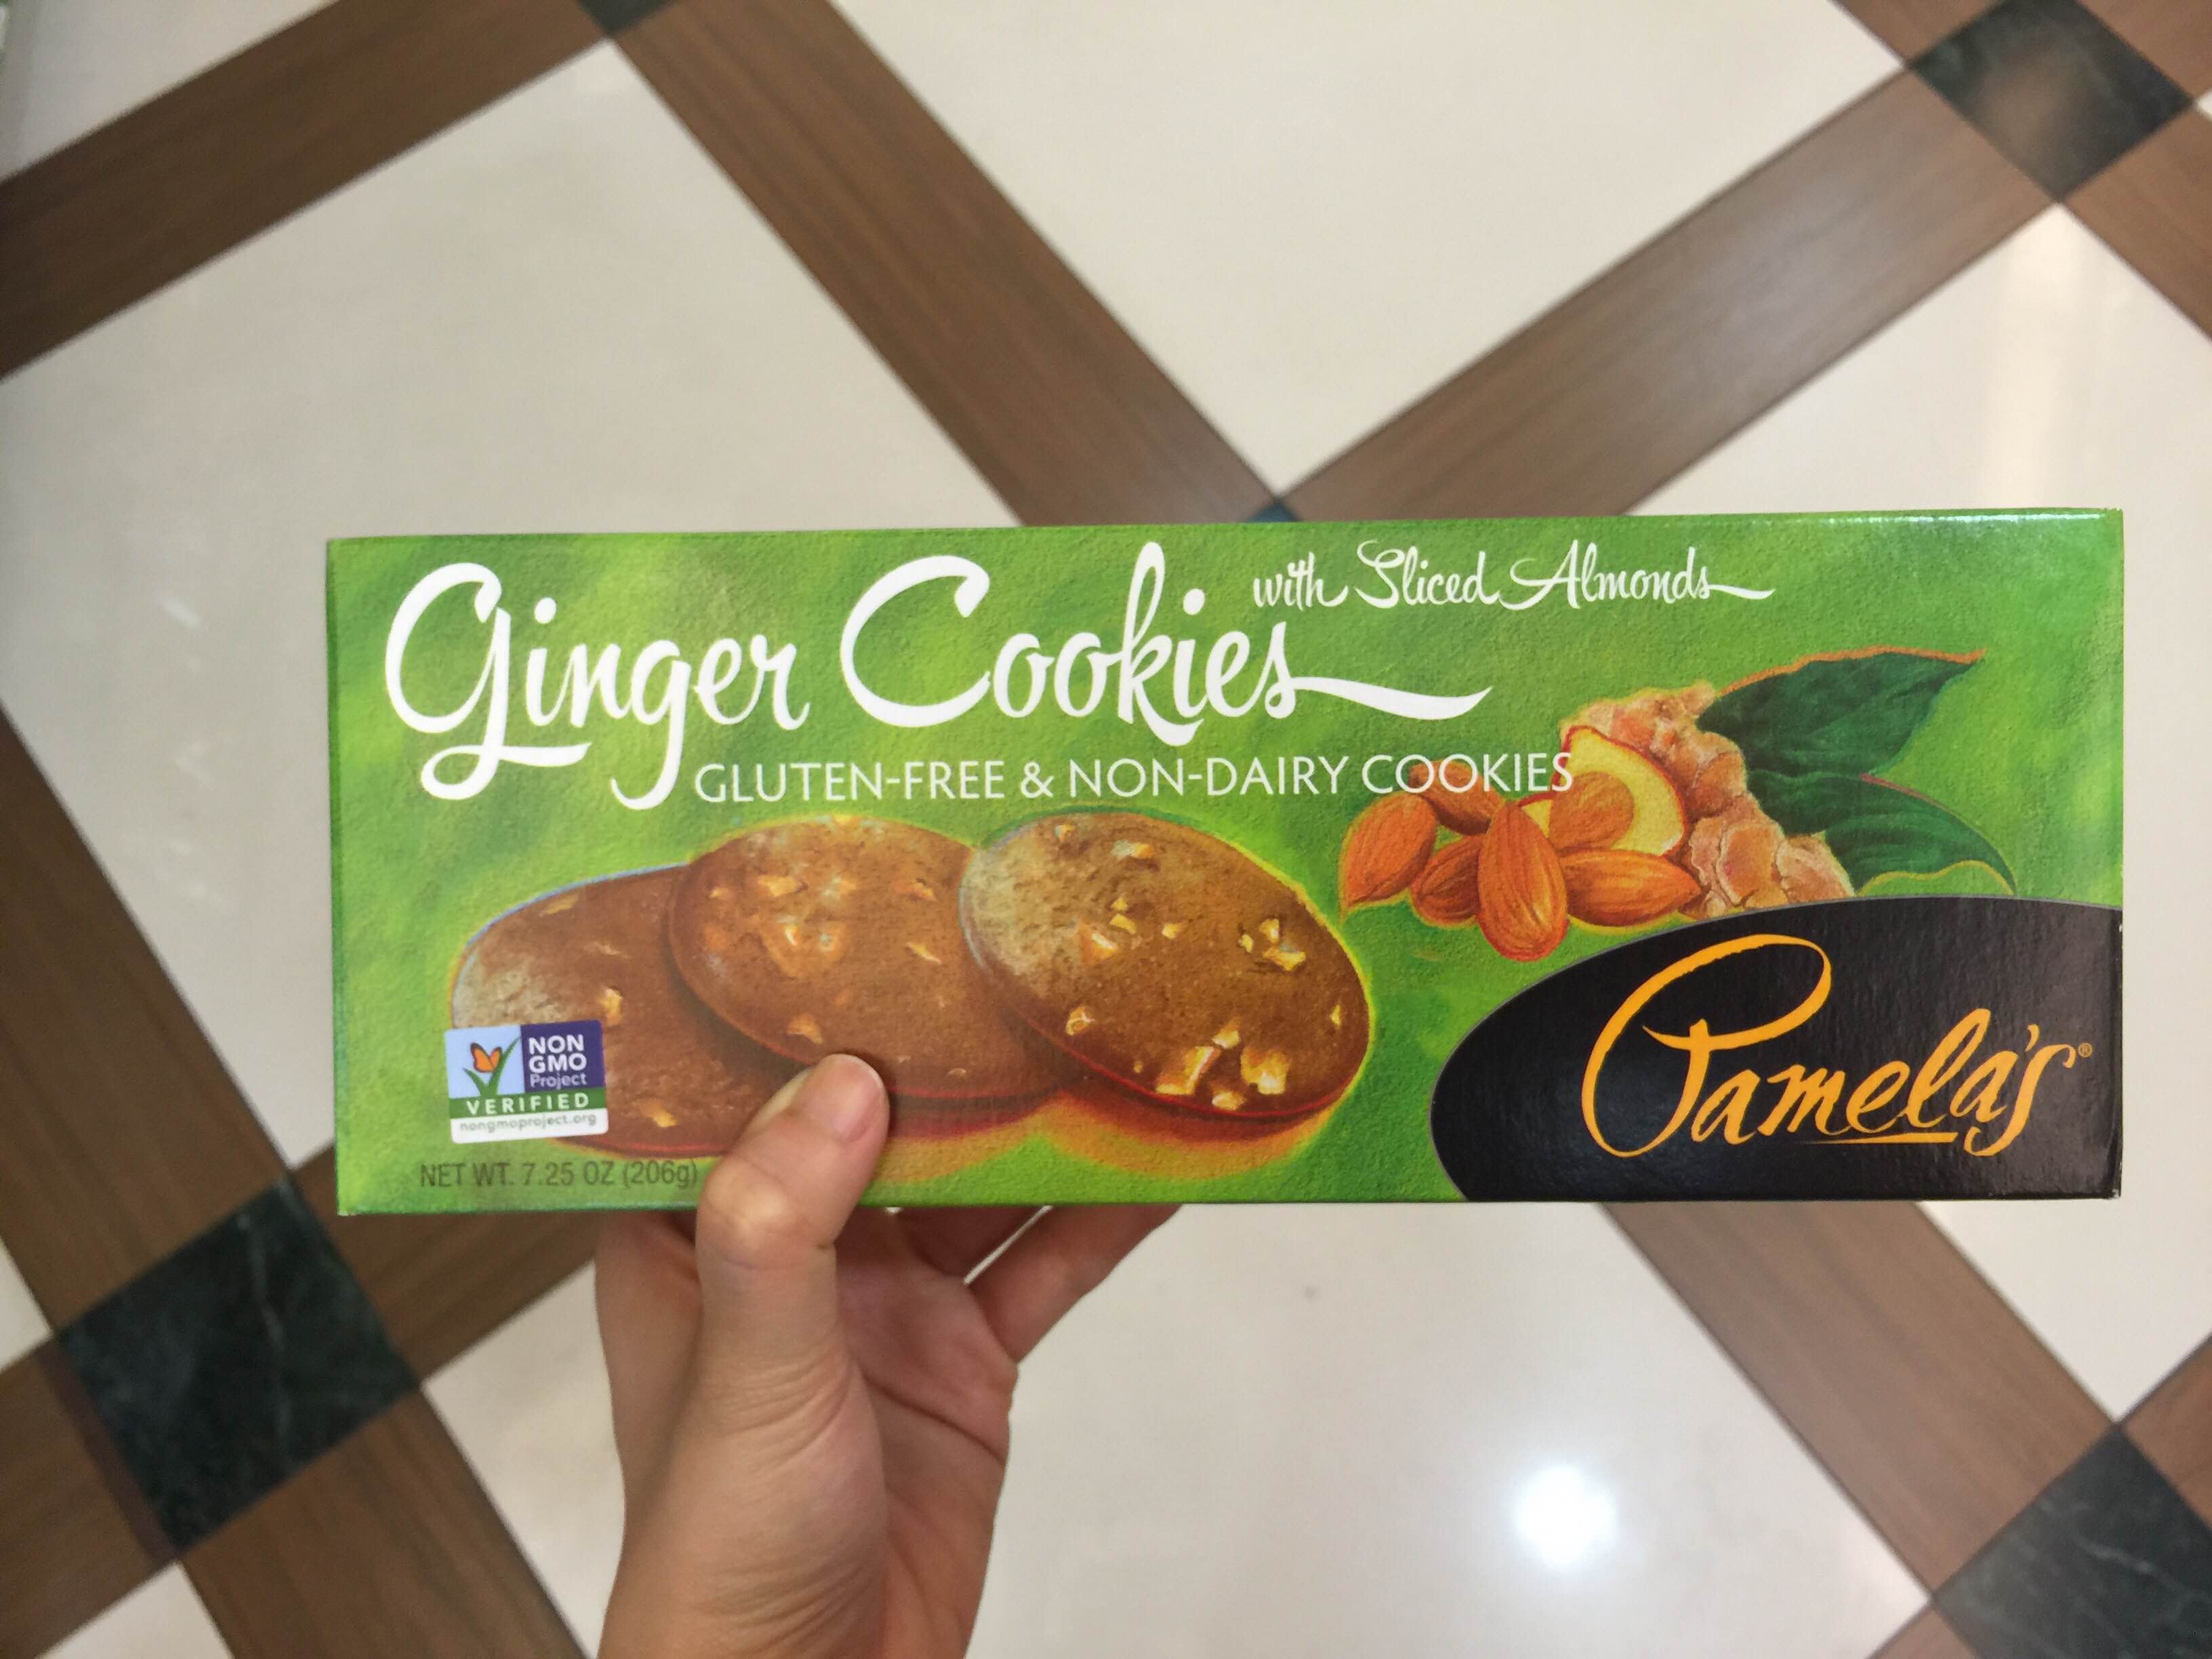 Ginger Cookies
with Sliced Almonds
GLUTEN-FREE & NON-DAIRY COOKIES
NON
GMO
Project
VERIFIED
nongmoproject.org
NET WT. 7.25 OZ (206g)
Pamela's®